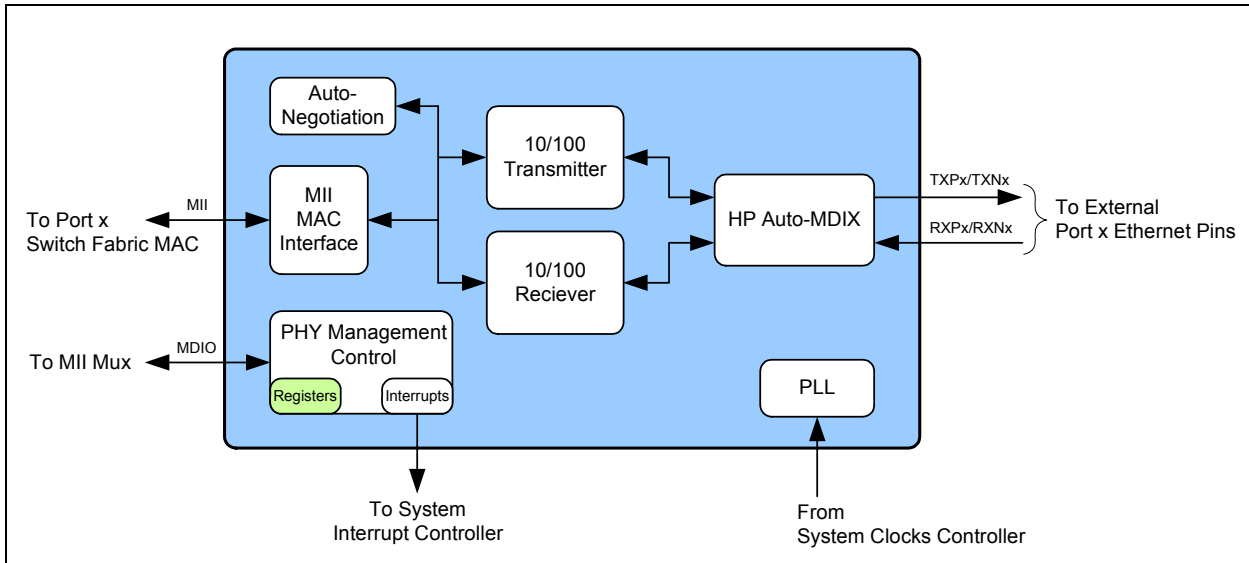 Auto-
Negotiation
10/100
Transmitter
MII
MAC
Interface
MII
To Port x
Switch Fabric MAC
HP Auto-MDIX
TXPx/TXNx
RXPx/RXNx
To External
Port x Ethernet Pins
10/100
Reciever
PHY Management
Control
Registers
Interrupts
MDIO
To MII Mux
PLL
To System
Interrupt Controller
From
System Clocks Controller